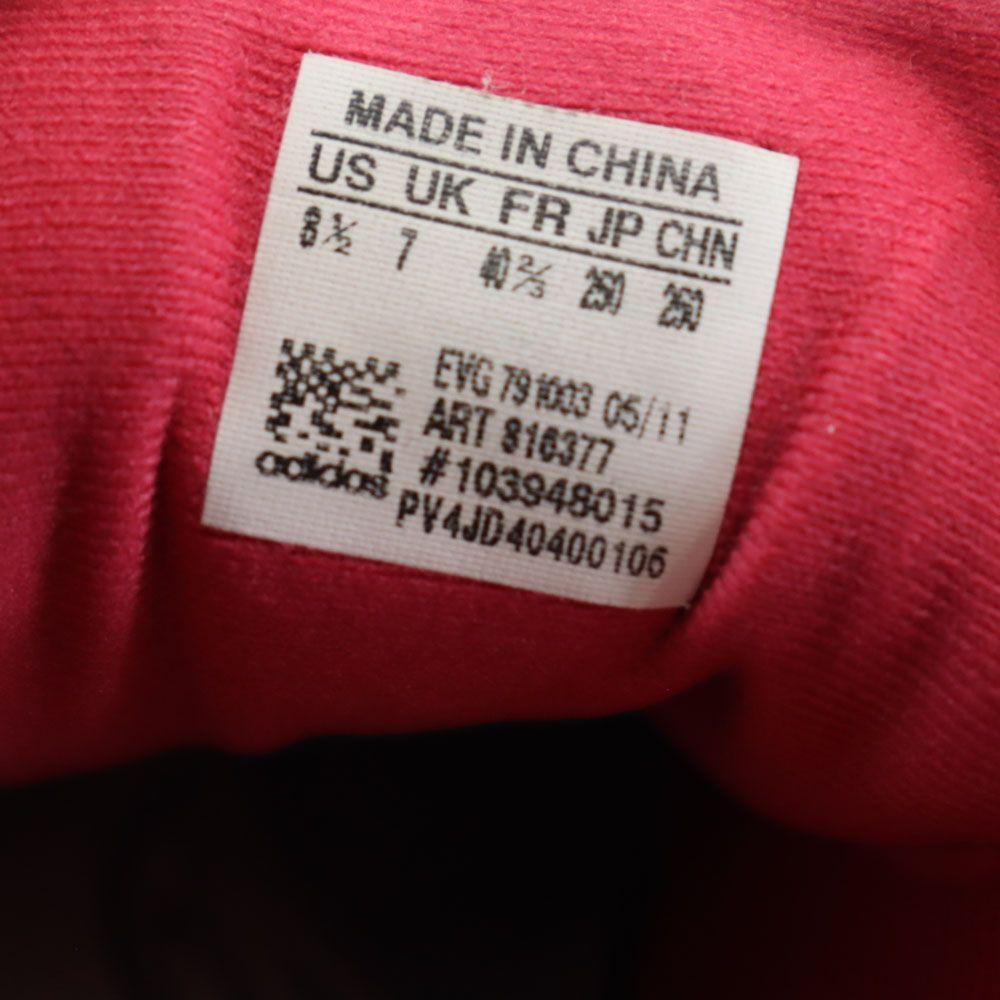 MADE IN CHINA
US UK FR JP CHN
8½ 7 40⅔ 260 260
EVG 791003 05/11
ART 816377
#103948015
PV4JD40400106
adidas